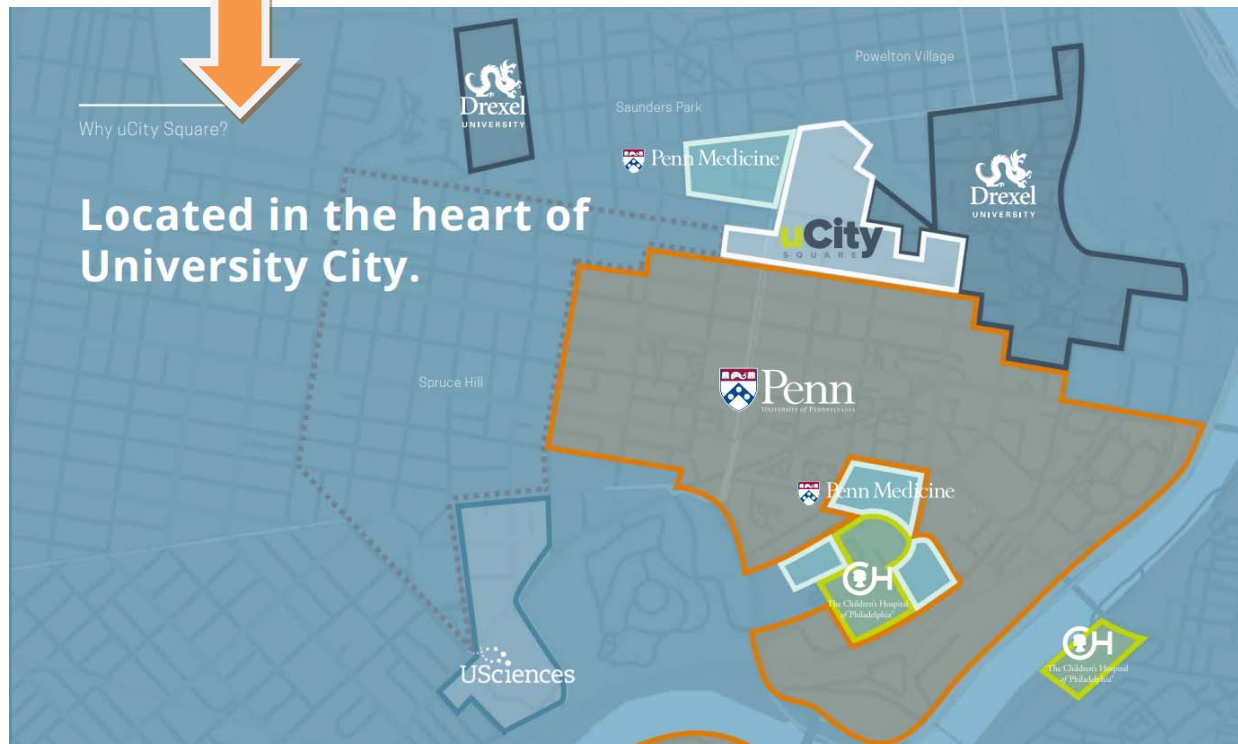 Why uCity Square?
Located in the heart of
University City.
Drexel
UNIVERSITY
Powelton Village
Saunders Park
Penn Medicine
Drexel
UNIVERSITY
uCity
SQUARE
Spruce Hill
Penn
UNIVERSITY of PENNSYLVANIA
Penn Medicine
CH
The Children's Hospital
of Philadelphia®
USciences
CH
The Children's Hospital
of Philadelphia®